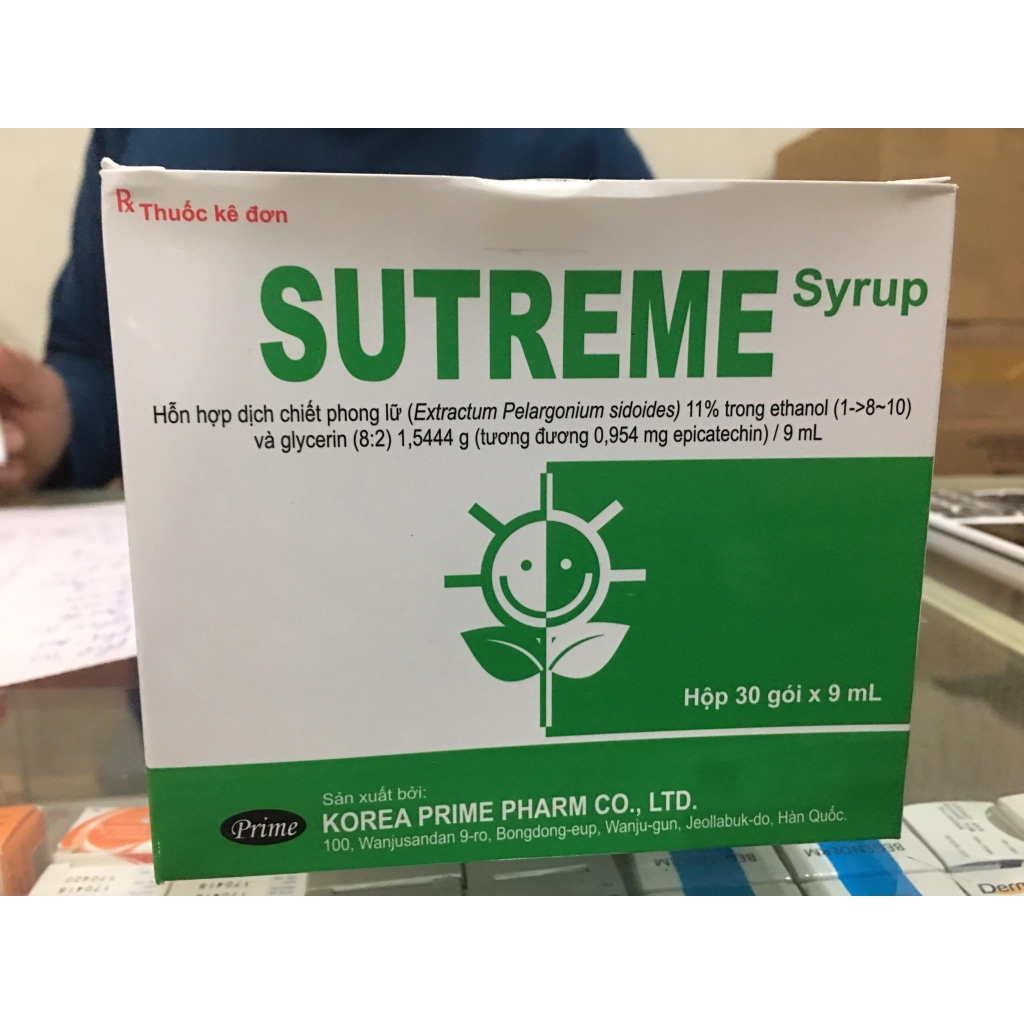 Rx Thuốc kê đơn
SUTREME Syrup
Hỗn hợp dịch chiết phong lữ (Extractum Pelargonium sidoides) 11% trong ethanol (1->8~10)
và glycerin (8:2) 1,5444 g (tương đương 0,954 mg epicatechin) / 9 mL
Hộp 30 gói x 9 mL
Sản xuất bởi:
Prime
KOREA PRIME PHARM CO., LTD.
100, Wanjusandan 9-ro, Bongdong-eup, Wanju-gun, Jeollabuk-do, Hàn Quốc.
170420
170418
170419